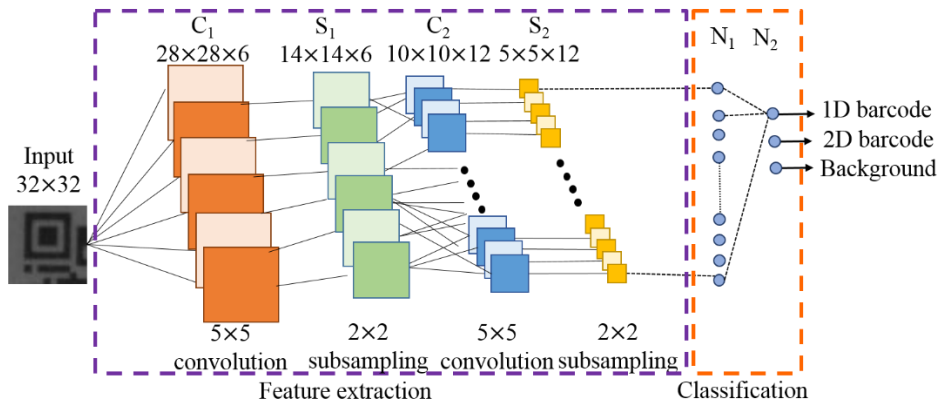 C₁ S₁ C₂ S₂
28×28×6 14×14×6 10×10×12 5×5×12
N₁ N₂
Input
32×32
1D barcode
2D barcode
Background
5×5 2×2 5×5 2×2
convolution subsampling convolution subsampling
Feature extraction Classification